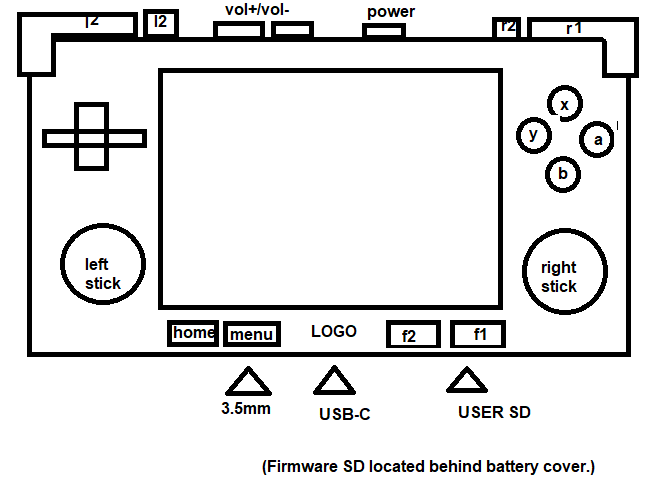 vol+/vol-
power
l2
l2
r2
r1
x
y
a
b
left
stick
right
stick
home
menu
LOGO
f2
f1
3.5mm
USB-C
USER SD
(Firmware SD located behind battery cover.)